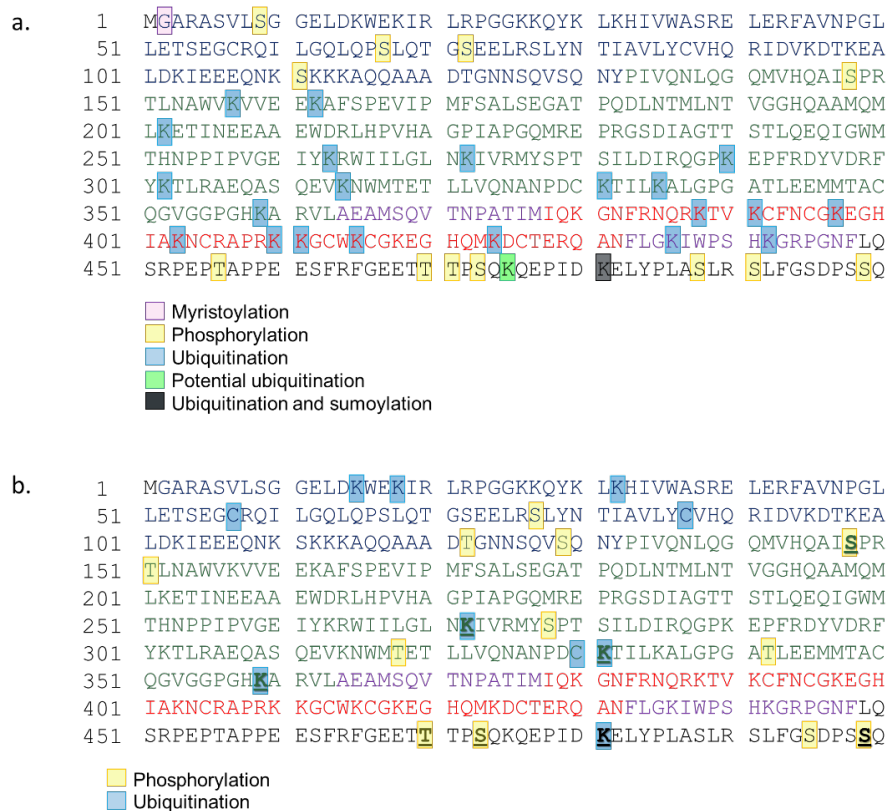 a.
1 MGARASVLSG GELDKWEKIR LRPGGKKQYK LKHIVWASRE LERFAVNPGL
51 LETSEGCRQI LGQLQPSLQT GSEELRSLYN TIAVLYCVHQ RIDVKDTKEA
101 LDKIEEEQNK SKKKAQQAAA DTGNNSQVSQ NYPIVQNLQG QMVHQAISPR
151 TLNAWVKVVE EKAFSPEVIP MFSALSEGAT PQDLNTMLNT VGGHQAAMQM
201 LKETINEEAA EWDRLHPVHA GPIAPGQMRE PRGSDIAGTT STLQEQIGWM
251 THNPPIPVGE IYKRWIILGL NKIVRMYSPT SILDIRQGPK EPFRDYVDRF
301 YKTLRAEQAS QEVKNWMTET LLVQNANPDC KTILKALGPG ATLEEMMTAC
351 QGVGGPGHKA RVLAEAMSQV TNPATIMIQK GNFRNQRKTV KCFNCGKEGH
401 IAKNCRAPRK KGCWKCGKEG HQMKDCTERQ ANFLGKIWPS HKGRPGNFLQ
451 SRPEPTAPPE ESFRFGEETT TPSQKQEPID KELYPLASLR SLFGSDPSSQ
Myristoylation
Phosphorylation
Ubiquitination
Potential ubiquitination
Ubiquitination and sumoylation
b.
1 MGARASVLSG GELDKWEKIR LRPGGKKQYK LKHIVWASRE LERFAVNPGL
51 LETSEGCRQI LGQLQPSLQT GSEELRSLYN TIAVLYCVHQ RIDVKDTKEA
101 LDKIEEEQNK SKKKAQQAAA DTGNNSQVSQ NYPIVQNLQG QMVHQAISPR
151 TLNAWVKVVE EKAFSPEVIP MFSALSEGAT PQDLNTMLNT VGGHQAAMQM
201 LKETINEEAA EWDRLHPVHA GPIAPGQMRE PRGSDIAGTT STLQEQIGWM
251 THNPPIPVGE IYKRWIILGL NKIVRMYSPT SILDIRQGPK EPFRDYVDRF
301 YKTLRAEQAS QEVKNWMTET LLVQNANPDC KTILKALGPG ATLEEMMTAC
351 QGVGGPGHKA RVLAEAMSQV TNPATIMIQK GNFRNQRKTV KCFNCGKEGH
401 IAKNCRAPRK KGCWKCGKEG HQMKDCTERQ ANFLGKIWPS HKGRPGNFLQ
451 SRPEPTAPPE ESFRFGEETT TPSQKQEPID KELYPLASLR SLFGSDPSSQ
Phosphorylation
Ubiquitination